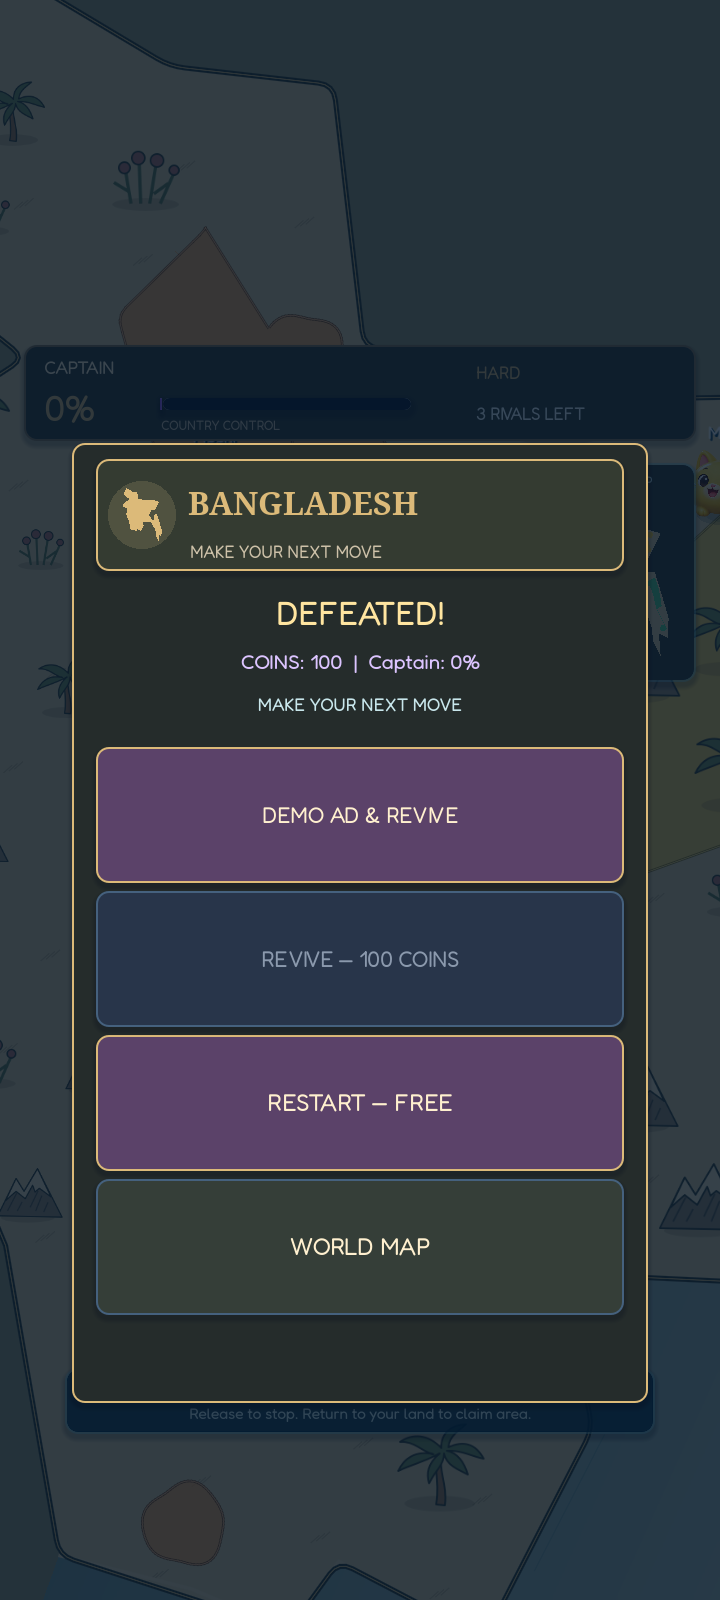 CAPTAIN
HARD
0%
3 RIVALS LEFT
COUNTRY CONTROL
BANGLADESH
MAKE YOUR NEXT MOVE
DEFEATED!
COINS: 100 | Captain: 0%
MAKE YOUR NEXT MOVE
DEMO AD & REVIVE
REVIVE – 100 COINS
RESTART – FREE
WORLD MAP
Release to stop. Return to your land to claim area.